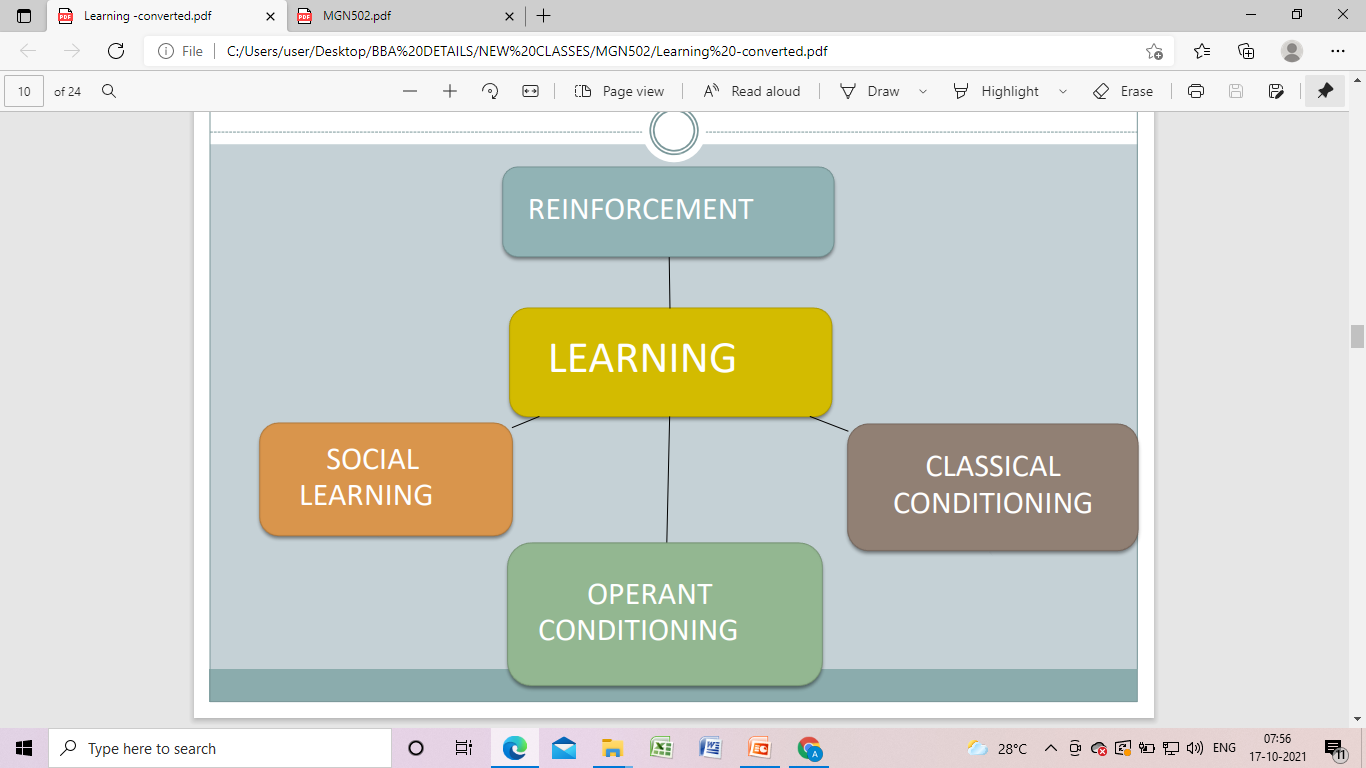 Learning -converted.pdf
MGN502.pdf
File
C:/Users/user/Desktop/BBA%20DETAILS/NEW%20CLASSES/MGN502/Learning%20-converted.pdf
10 of 24
Page view
Read aloud
Draw
Highlight
Erase
REINFORCEMENT
LEARNING
SOCIAL
LEARNING
CLASSICAL
CONDITIONING
OPERANT
CONDITIONING
Type here to search
28°C
ENG
07:56
17-10-2021
11